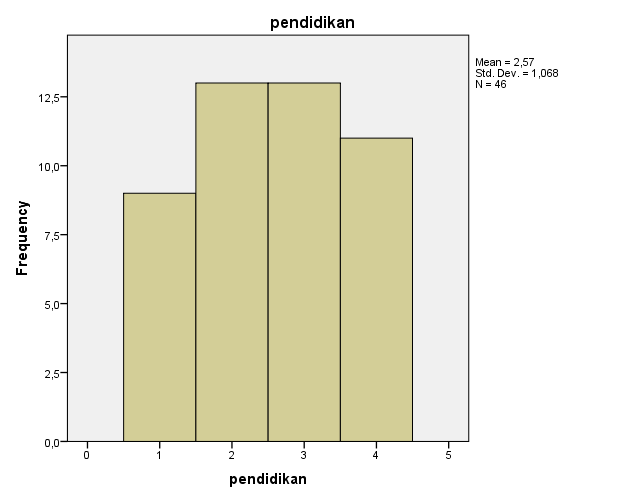 pendidikan
Mean = 2,57
Std. Dev. = 1,068
N = 46
12,5
10,0
7,5
5,0
2,5
0,0
Frequency
0 1 2 3 4 5
pendidikan